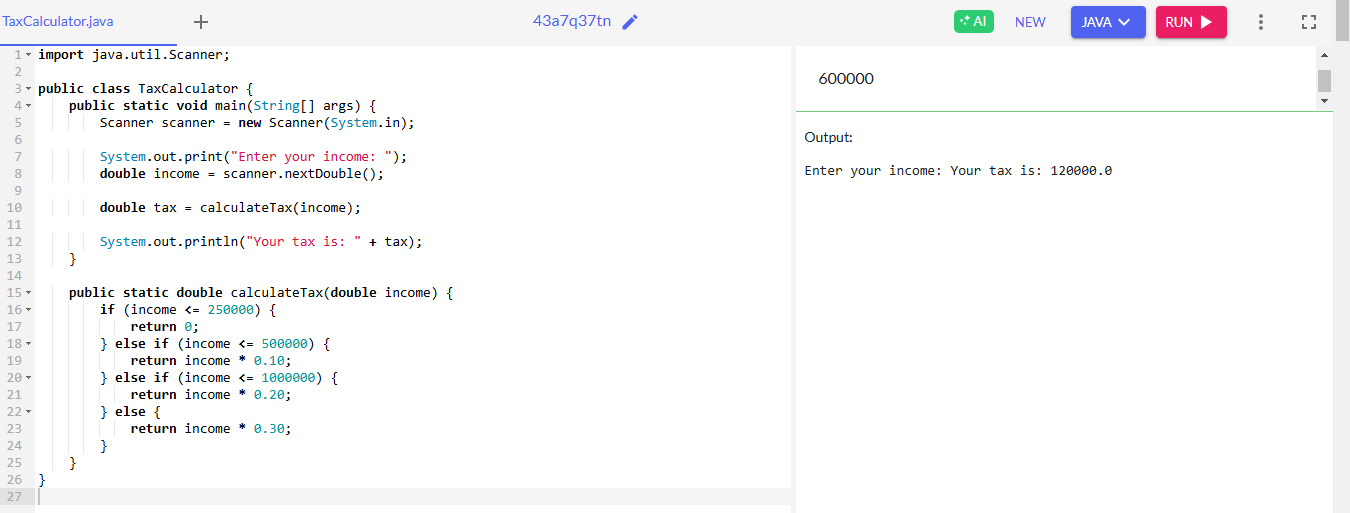 TaxCalculator.java + 43a7q37tn AI NEW JAVA RUN
1 import java.util.Scanner;
2
3 public class TaxCalculator {
4     public static void main(String[] args) {
5         Scanner scanner = new Scanner(System.in);
6
7         System.out.print("Enter your income: ");
8         double income = scanner.nextDouble();
9
10         double tax = calculateTax(income);
11
12         System.out.println("Your tax is: " + tax);
13     }
14
15     public static double calculateTax(double income) {
16         if (income <= 250000) {
17             return 0;
18         } else if (income <= 500000) {
19             return income * 0.10;
20         } else if (income <= 1000000) {
21             return income * 0.20;
22         } else {
23             return income * 0.30;
24         }
25     }
26 }
27
600000
Output:
Enter your income: Your tax is: 120000.0